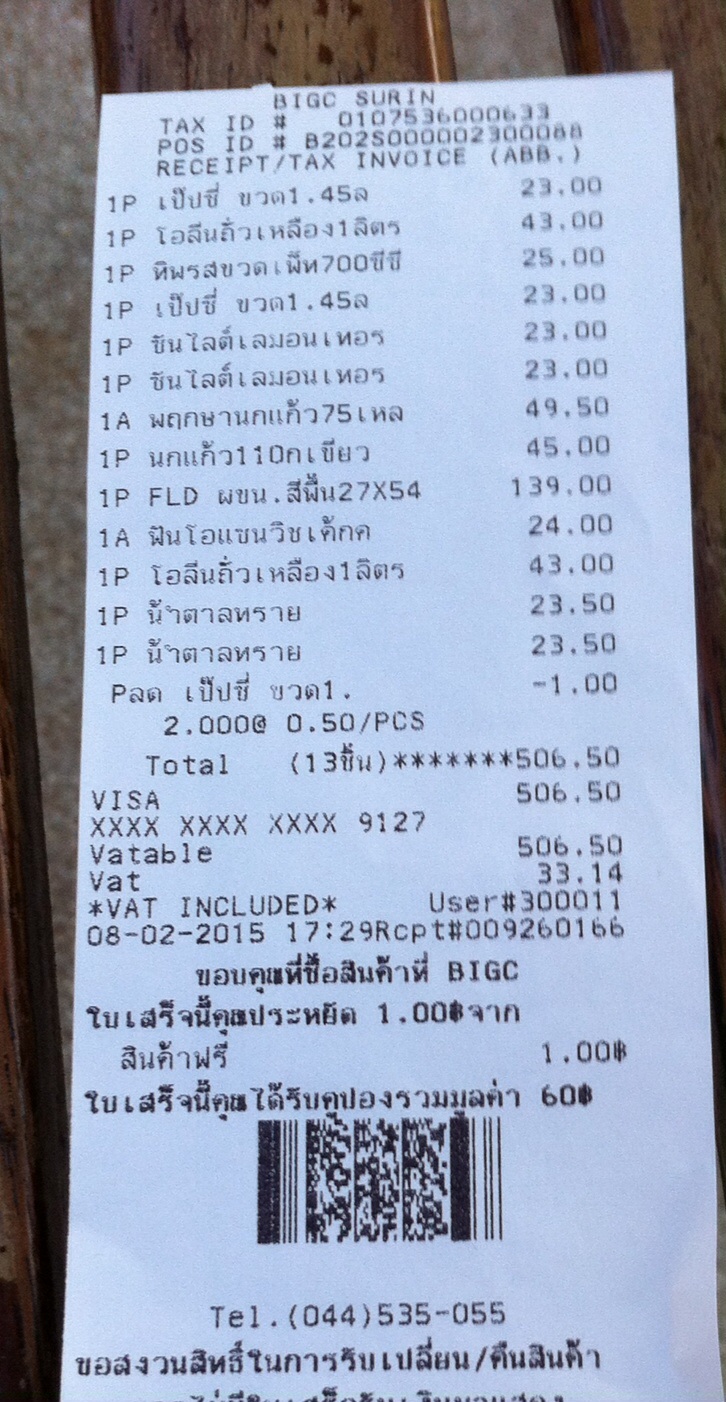 BIGC SURIN
TAX ID # 0107536000633
POS ID # B202S000002300088
RECEIPT/TAX INVOICE (ABB.)
1P เป๊ปซี่ ขวด1.45ล 23.00
1P โอลีนถั่วเหลือง1ลิตร 43.00
1P ทิพรสขวดเพ็ท700ซีซี 25.00
1P เป๊ปซี่ ขวด1.45ล 23.00
1P ซันไลต์เลมอนเทอร 23.00
1P ซันไลต์เลมอนเทอร 23.00
1A พฤกษานกแก้ว75เหล 49.50
1P นกแก้ว110กเขียว 45.00
1P FLD ผขน.สีพื้น27X54 139.00
1A ฟันโอแซนวิชเค้กค 24.00
1P โอลีนถั่วเหลือง1ลิตร 43.00
1P น้ำตาลทราย 23.50
1P น้ำตาลทราย 23.50
Pลด เป๊ปซี่ ขวด1. -1.00
2.000@ 0.50/PCS
Total (13ชิ้น)*******506.50
VISA 506.50
XXXX XXXX XXXX 9127
Vatable 506.50
Vat 33.14
*VAT INCLUDED* User#300011
08-02-2015 17:29Rcpt#009260166
ขอบคุณที่ซื้อสินค้าที่ BIGC
ใบเสร็จนี้คุณประหยัด 1.00฿จาก
สินค้าฟรี 1.00฿
ใบเสร็จนี้คุณได้รับคูปองรวมมูลค่า 60฿
Tel.(044)535-055
ขอสงวนสิทธิ์ในการรับเปลี่ยน/คืนสินค้า